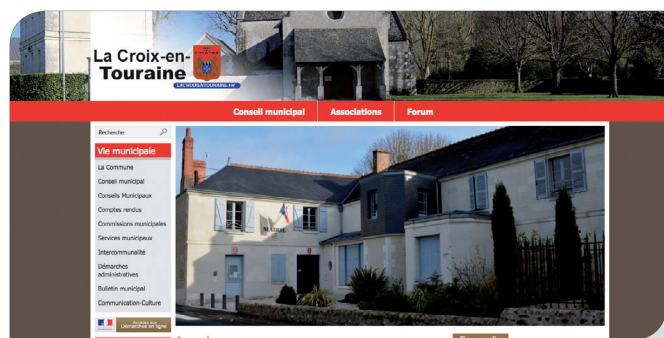 La Croix-en-
Touraine
Conseil municipal
Associations
Forum
Recherche
Vie municipale
La Commune
Conseil municipal
Conseils Municipaux
Comptes rendus
Commissions municipales
Services municipaux
Intercommunalité
Démarches
administratives
Bulletin municipal
Communication-Culture
MAIRIE
Démarches en ligne